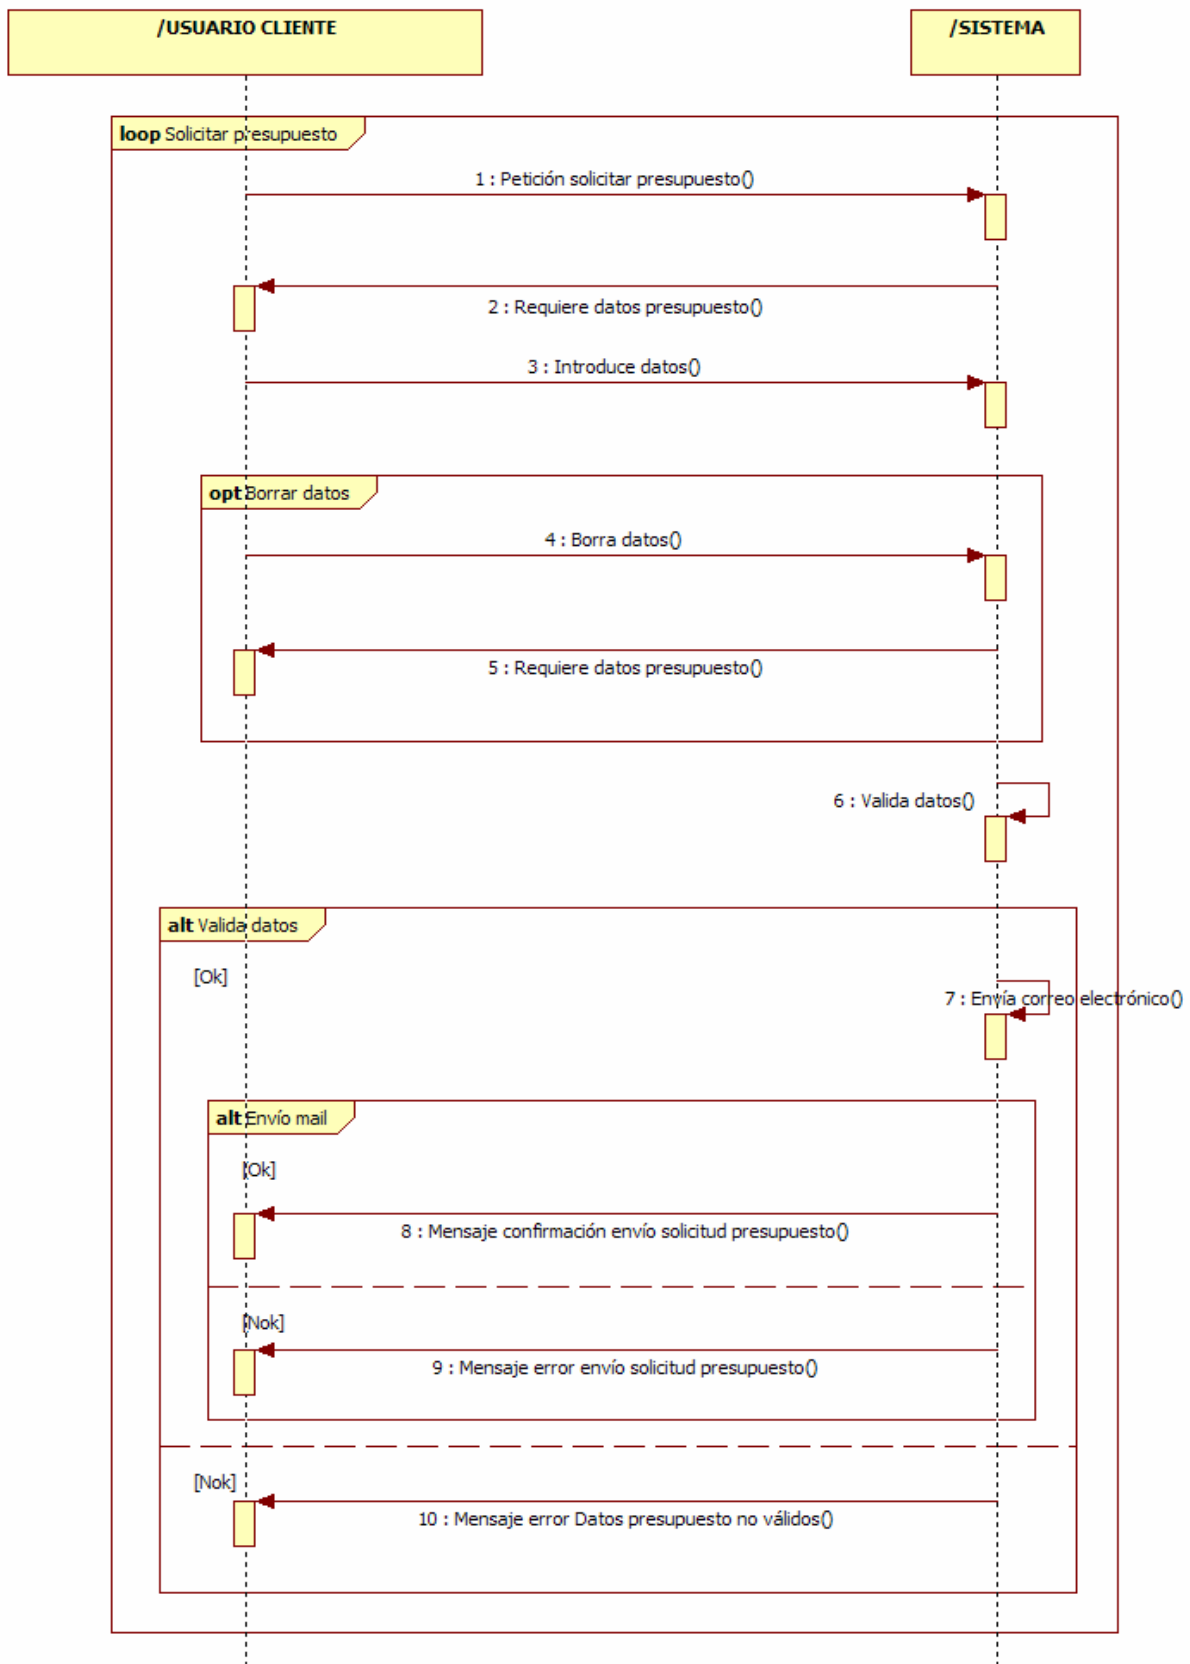 /USUARIO CLIENTE
/SISTEMA
loop Solicitar presupuesto
1 : Petición solicitar presupuesto()
2 : Requiere datos presupuesto()
3 : Introduce datos()
opt Borrar datos
4 : Borra datos()
5 : Requiere datos presupuesto()
6 : Valida datos()
alt Valida datos
[Ok]
7 : Envía correo electrónico()
alt Envío mail
[Ok]
8 : Mensaje confirmación envío solicitud presupuesto()
[Nok]
9 : Mensaje error envío solicitud presupuesto()
[Nok]
10 : Mensaje error Datos presupuesto no válidos()